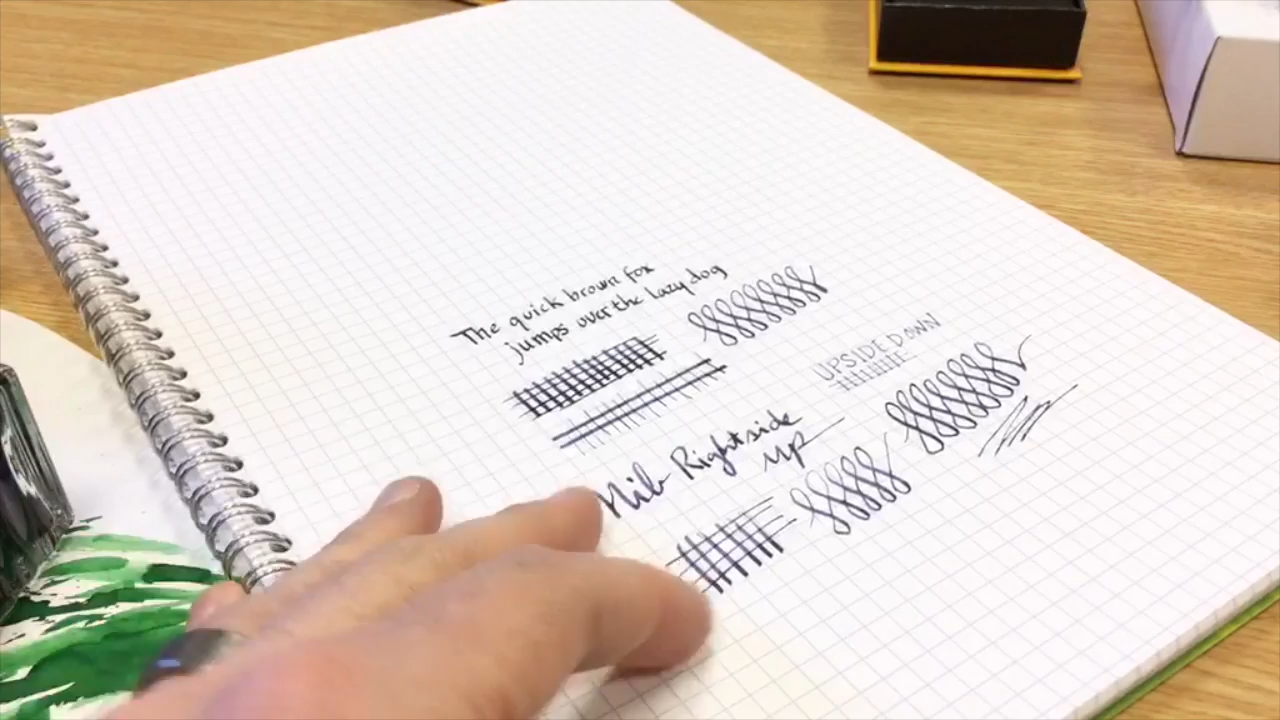 The quick brown fox
jumps over the lazy dog
UPSIDE DOWN
Nib Rightside
up